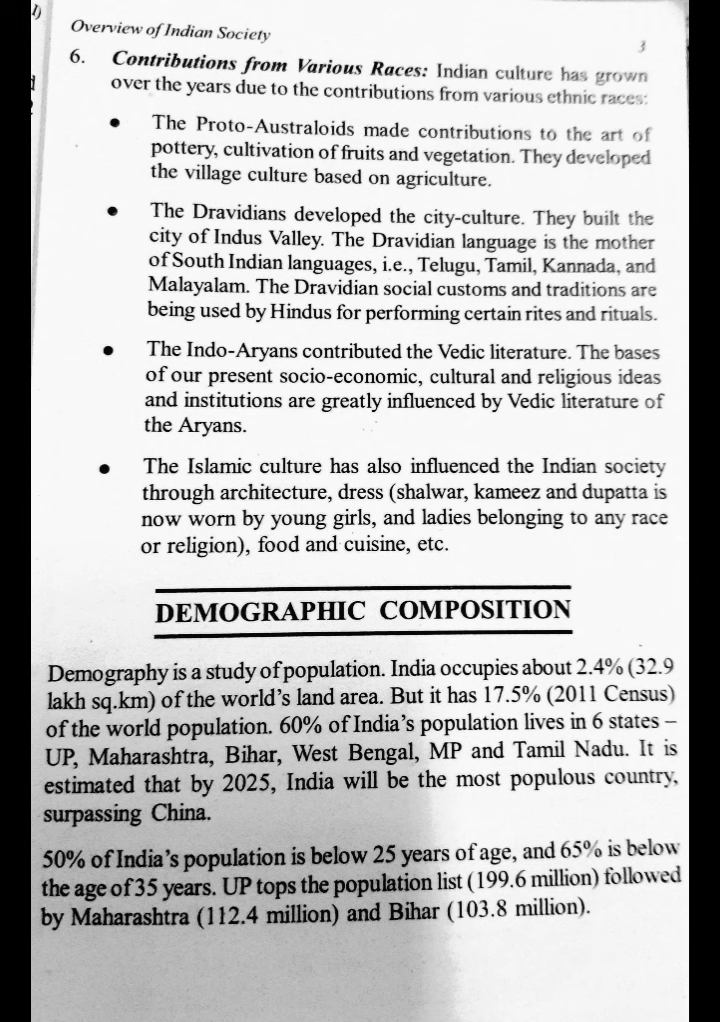 Overview of Indian Society
3
6. Contributions from Various Races: Indian culture has grown
over the years due to the contributions from various ethnic races:
• The Proto-Australoids made contributions to the art of
pottery, cultivation of fruits and vegetation. They developed
the village culture based on agriculture.
• The Dravidians developed the city-culture. They built the
city of Indus Valley. The Dravidian language is the mother
of South Indian languages, i.e., Telugu, Tamil, Kannada, and
Malayalam. The Dravidian social customs and traditions are
being used by Hindus for performing certain rites and rituals.
• The Indo-Aryans contributed the Vedic literature. The bases
of our present socio-economic, cultural and religious ideas
and institutions are greatly influenced by Vedic literature of
the Aryans.
• The Islamic culture has also influenced the Indian society
through architecture, dress (shalwar, kameez and dupatta is
now worn by young girls, and ladies belonging to any race
or religion), food and cuisine, etc.
DEMOGRAPHIC COMPOSITION
Demography is a study of population. India occupies about 2.4% (32.9
lakh sq.km) of the world's land area. But it has 17.5% (2011 Census)
of the world population. 60% of India's population lives in 6 states –
UP, Maharashtra, Bihar, West Bengal, MP and Tamil Nadu. It is
estimated that by 2025, India will be the most populous country,
surpassing China.
50% of India's population is below 25 years of age, and 65% is below
the age of 35 years. UP tops the population list (199.6 million) followed
by Maharashtra (112.4 million) and Bihar (103.8 million).